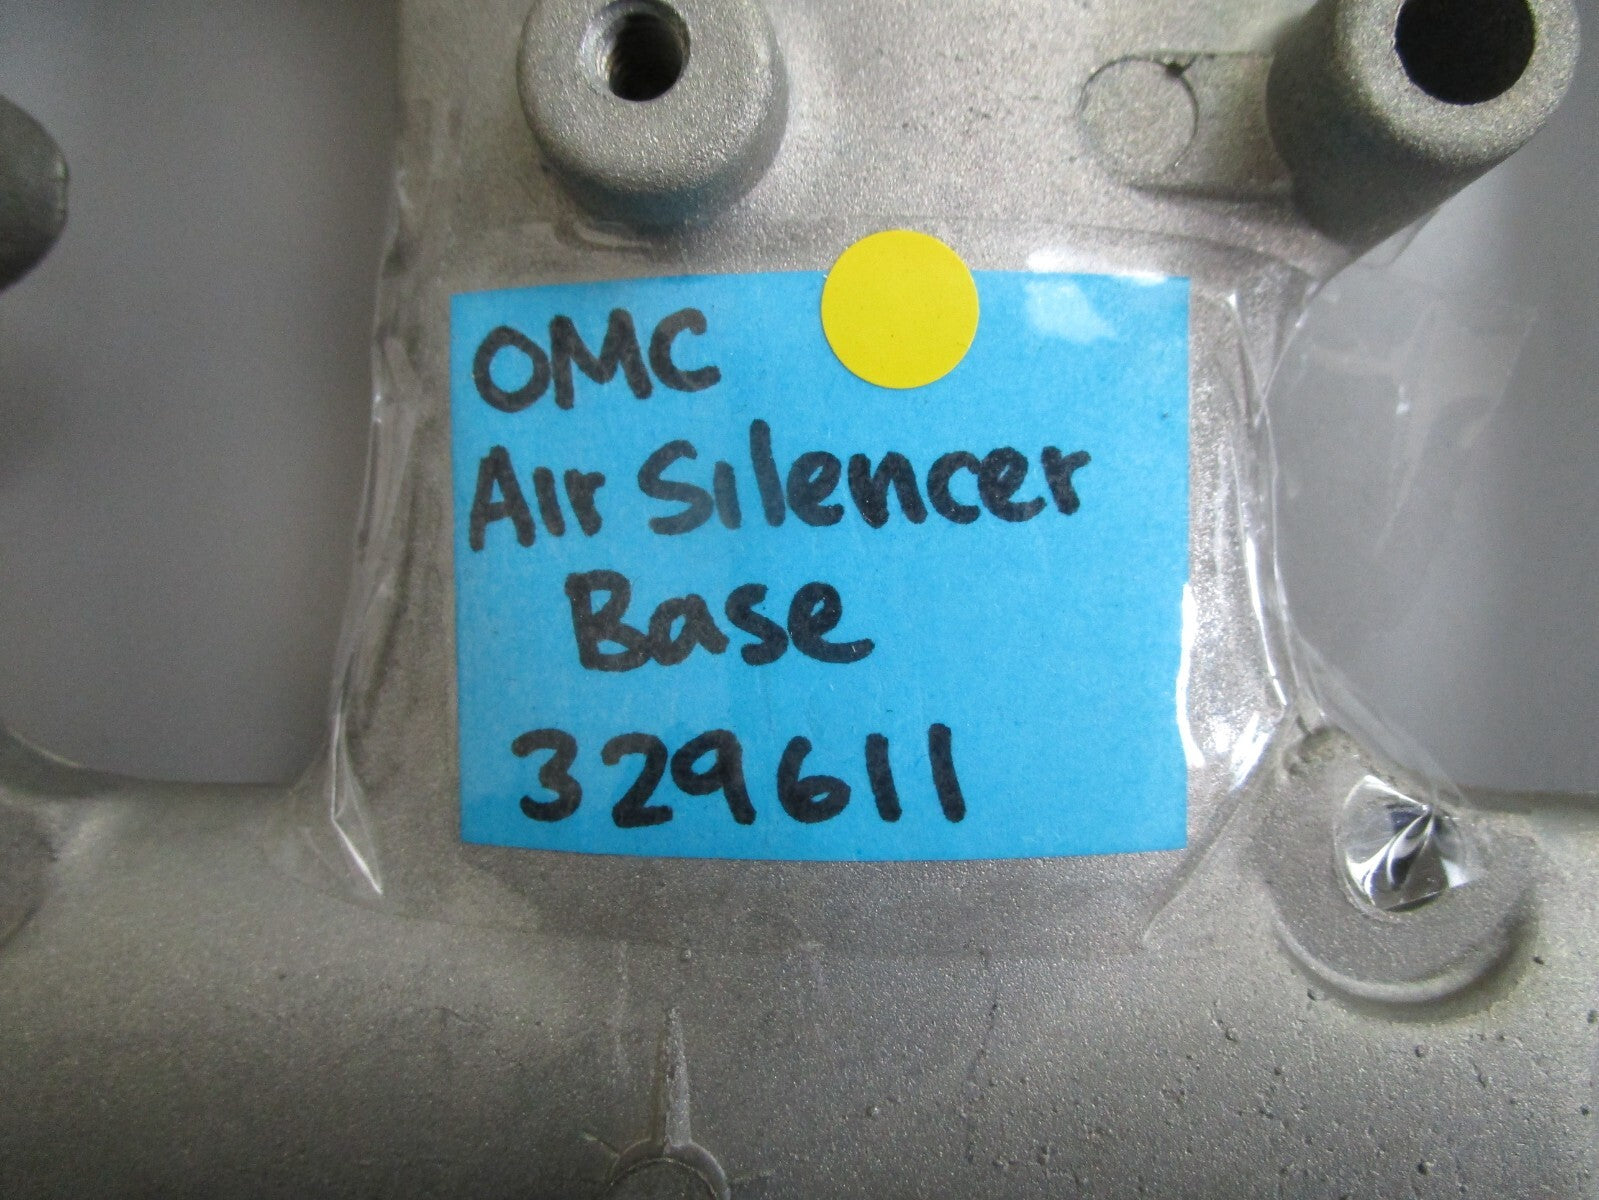 OMC
Air Silencer
Base
329611